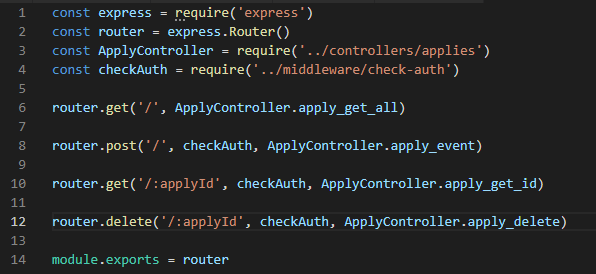 1 const express = require('express')
2 const router = express.Router()
3 const ApplyController = require('../controllers/applies')
4 const checkAuth = require('../middleware/check-auth')
5
6 router.get('/', ApplyController.apply_get_all)
7
8 router.post('/', checkAuth, ApplyController.apply_event)
9
10 router.get('/:applyId', checkAuth, ApplyController.apply_get_id)
11
12 router.delete('/:applyId', checkAuth, ApplyController.apply_delete)
13
14 module.exports = router